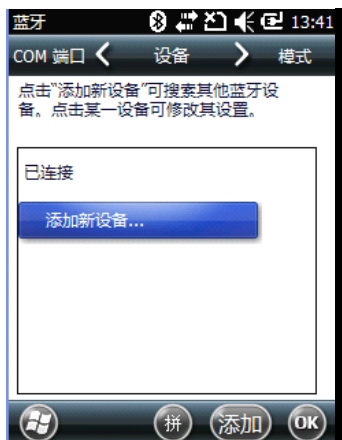 蓝牙 13:41
COM 端口 设备 模式
点击"添加新设备"可搜索其他蓝牙设
备。点击某一设备可修改其设置。
已连接
添加新设备...
拼 添加 OK